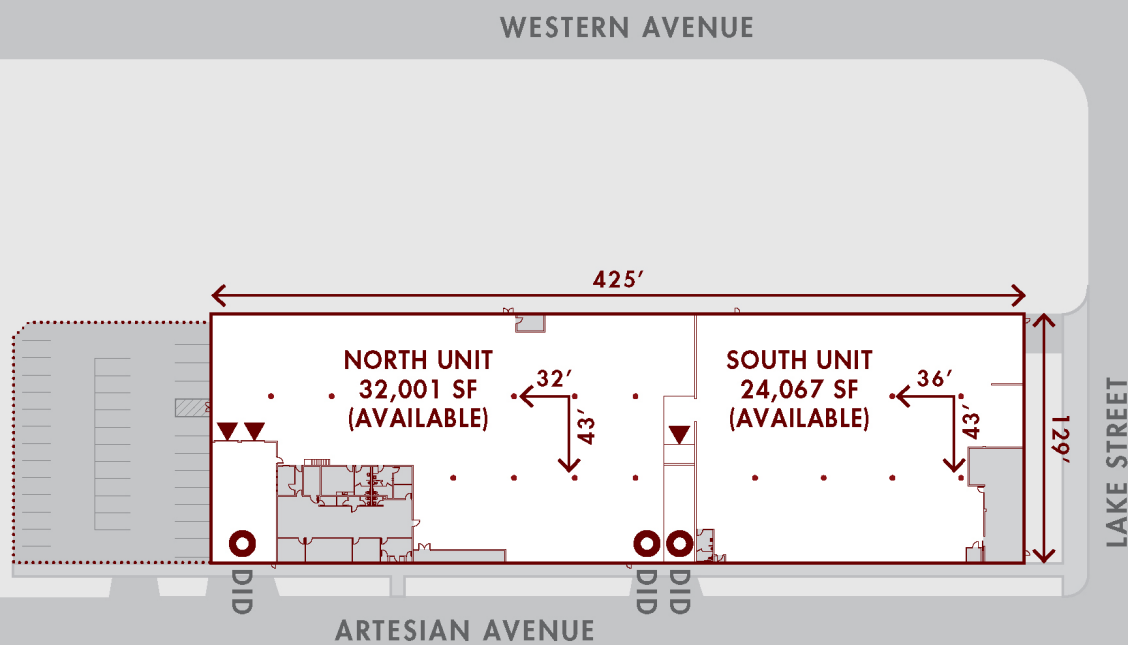 WESTERN AVENUE
425’
NORTH UNIT
32,001 SF
(AVAILABLE)
32’
43’
SOUTH UNIT
24,067 SF
(AVAILABLE)
36’
43’
129’
LAKE STREET
DID
DID
DID
ARTESIAN AVENUE